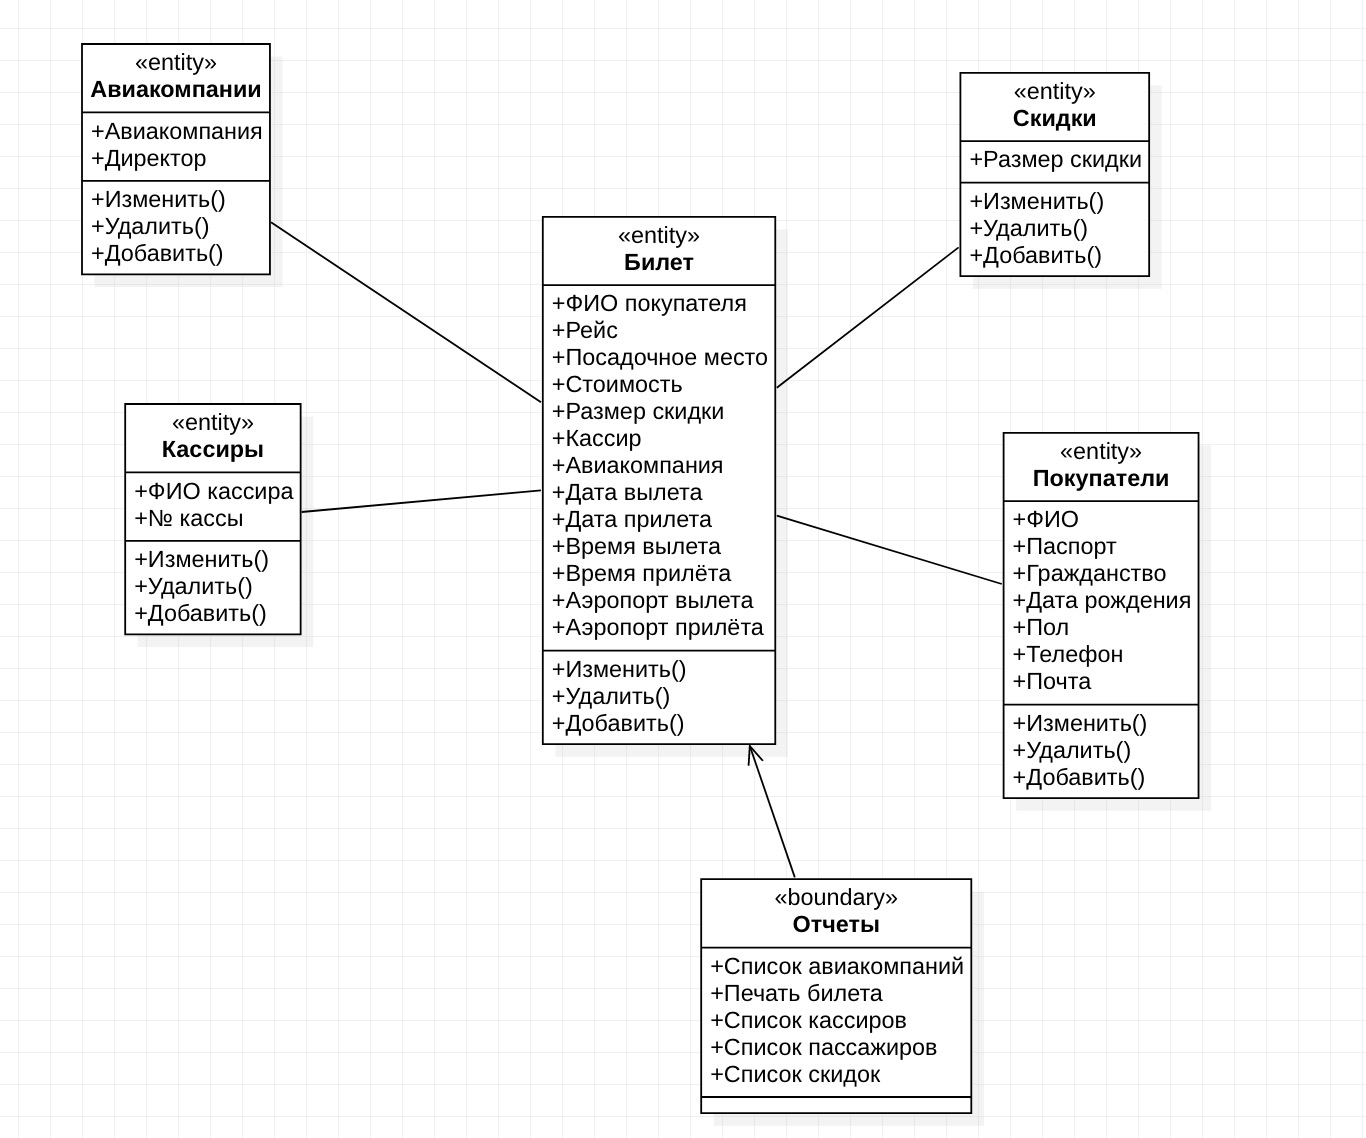 «entity»
Авиакомпании
+Авиакомпания
+Директор
+Изменить()
+Удалить()
+Добавить()
«entity»
Скидки
+Размер скидки
+Изменить()
+Удалить()
+Добавить()
«entity»
Билет
+ФИО покупателя
+Рейс
+Посадочное место
+Стоимость
+Размер скидки
+Кассир
+Авиакомпания
+Дата вылета
+Дата прилета
+Время вылета
+Время прилёта
+Аэропорт вылета
+Аэропорт прилёта
+Изменить()
+Удалить()
+Добавить()
«entity»
Кассиры
+ФИО кассира
+№ кассы
+Изменить()
+Удалить()
+Добавить()
«entity»
Покупатели
+ФИО
+Паспорт
+Гражданство
+Дата рождения
+Пол
+Телефон
+Почта
+Изменить()
+Удалить()
+Добавить()
«boundary»
Отчеты
+Список авиакомпаний
+Печать билета
+Список кассиров
+Список пассажиров
+Список скидок